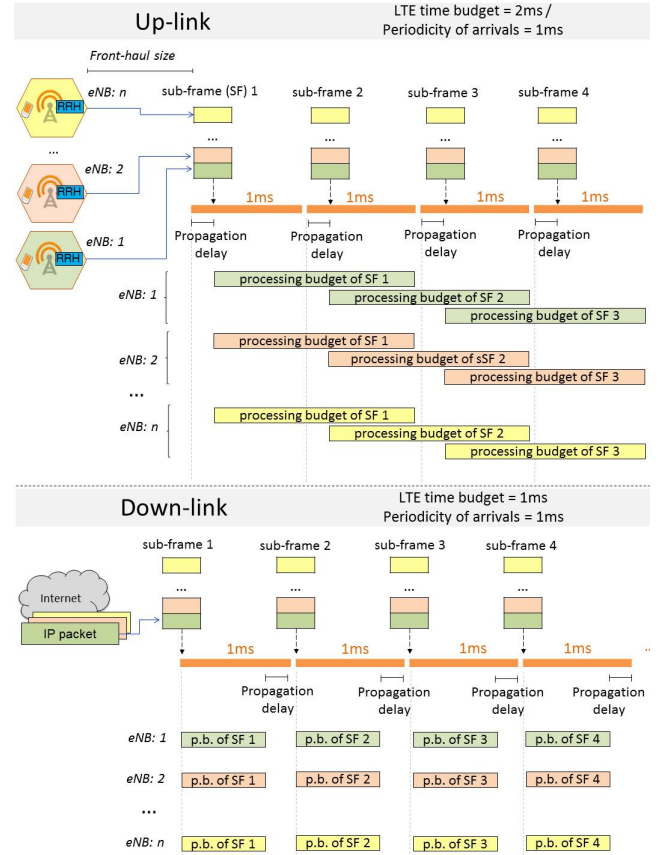 Up-link
LTE time budget = 2ms /
Periodicity of arrivals = 1ms
Front-haul size
eNB: n
RRH
sub-frame (SF) 1
sub-frame 2
sub-frame 3
sub-frame 4
...
...
...
...
...
eNB: 2
RRH
eNB: 1
RRH
1ms
1ms
1ms
1ms
Propagation
delay
Propagation
delay
Propagation
delay
Propagation
delay
eNB: 1
processing budget of SF 1
processing budget of SF 2
processing budget of SF 3
eNB: 2
processing budget of SF 1
processing budget of sSF 2
processing budget of SF 3
...
eNB: n
processing budget of SF 1
processing budget of SF 2
processing budget of SF 3
Down-link
LTE time budget = 1ms
Periodicity of arrivals = 1ms
sub-frame 1
sub-frame 2
sub-frame 3
sub-frame 4
...
...
...
...
Internet
IP packet
1ms
1ms
1ms
1ms
...
Propagation
delay
Propagation
delay
Propagation
delay
Propagation
delay
eNB: 1
p.b. of SF 1
p.b. of SF 2
p.b. of SF 3
p.b. of SF 4
eNB: 2
p.b. of SF 1
p.b. of SF 2
p.b. of SF 3
p.b. of SF 4
...
eNB: n
p.b. of SF 1
p.b. of SF 2
p.b. of SF 3
p.b. of SF 4